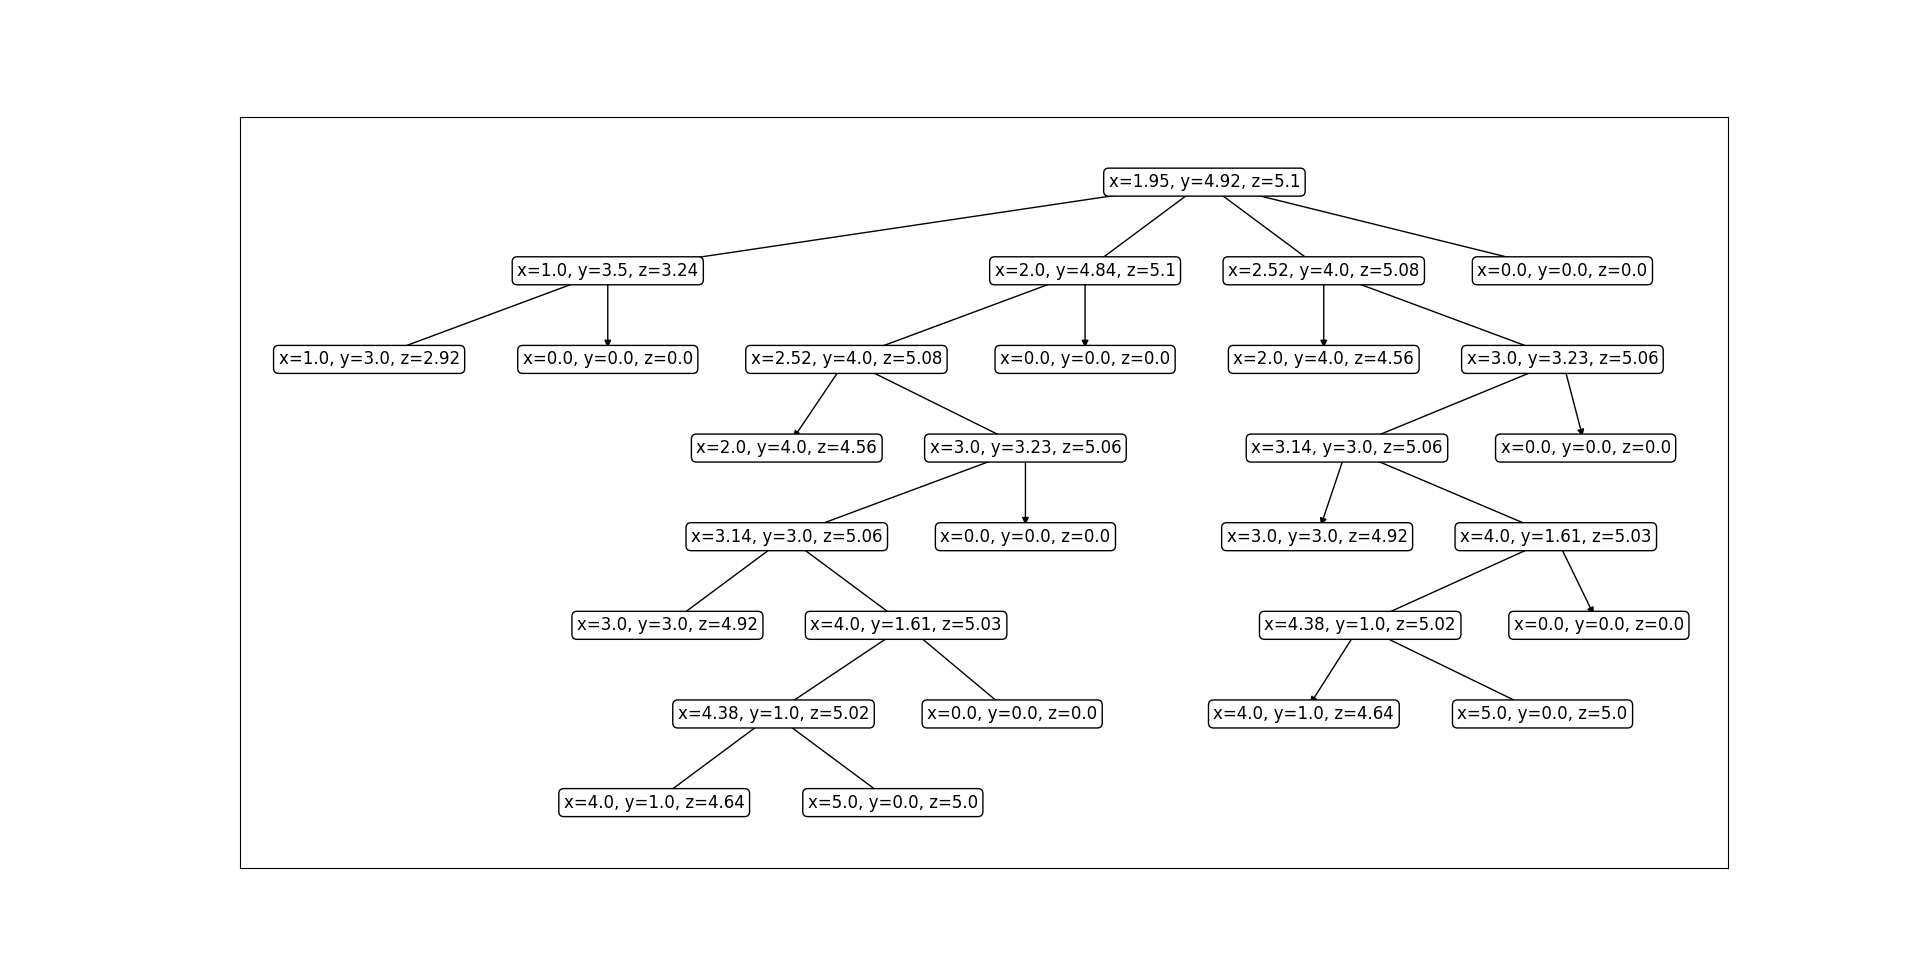 x=1.95, y=4.92, z=5.1
x=1.0, y=3.5, z=3.24
x=2.0, y=4.84, z=5.1
x=2.52, y=4.0, z=5.08
x=0.0, y=0.0, z=0.0
x=1.0, y=3.0, z=2.92
x=0.0, y=0.0, z=0.0
x=2.52, y=4.0, z=5.08
x=0.0, y=0.0, z=0.0
x=2.0, y=4.0, z=4.56
x=3.0, y=3.23, z=5.06
x=2.0, y=4.0, z=4.56
x=3.0, y=3.23, z=5.06
x=3.14, y=3.0, z=5.06
x=0.0, y=0.0, z=0.0
x=3.14, y=3.0, z=5.06
x=0.0, y=0.0, z=0.0
x=3.0, y=3.0, z=4.92
x=4.0, y=1.61, z=5.03
x=3.0, y=3.0, z=4.92
x=4.0, y=1.61, z=5.03
x=4.38, y=1.0, z=5.02
x=0.0, y=0.0, z=0.0
x=4.38, y=1.0, z=5.02
x=0.0, y=0.0, z=0.0
x=4.0, y=1.0, z=4.64
x=5.0, y=0.0, z=5.0
x=4.0, y=1.0, z=4.64
x=5.0, y=0.0, z=5.0